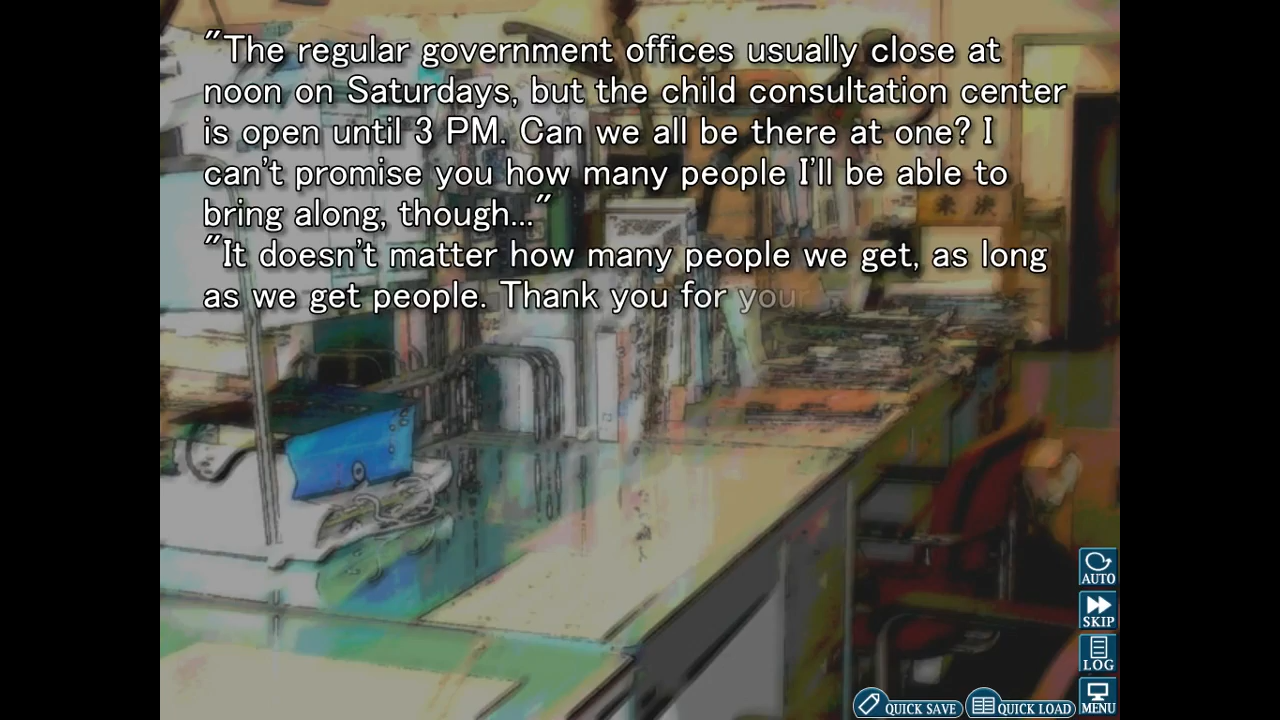 "The regular government offices usually close at
noon on Saturdays, but the child consultation center
is open until 3 PM. Can we all be there at one? I
can't promise you how many people I'll be able to
bring along, though..."
"It doesn't matter how many people we get, as long
as we get people. Thank you for your
AUTO
SKIP
LOG
MENU
QUICK SAVE
QUICK LOAD